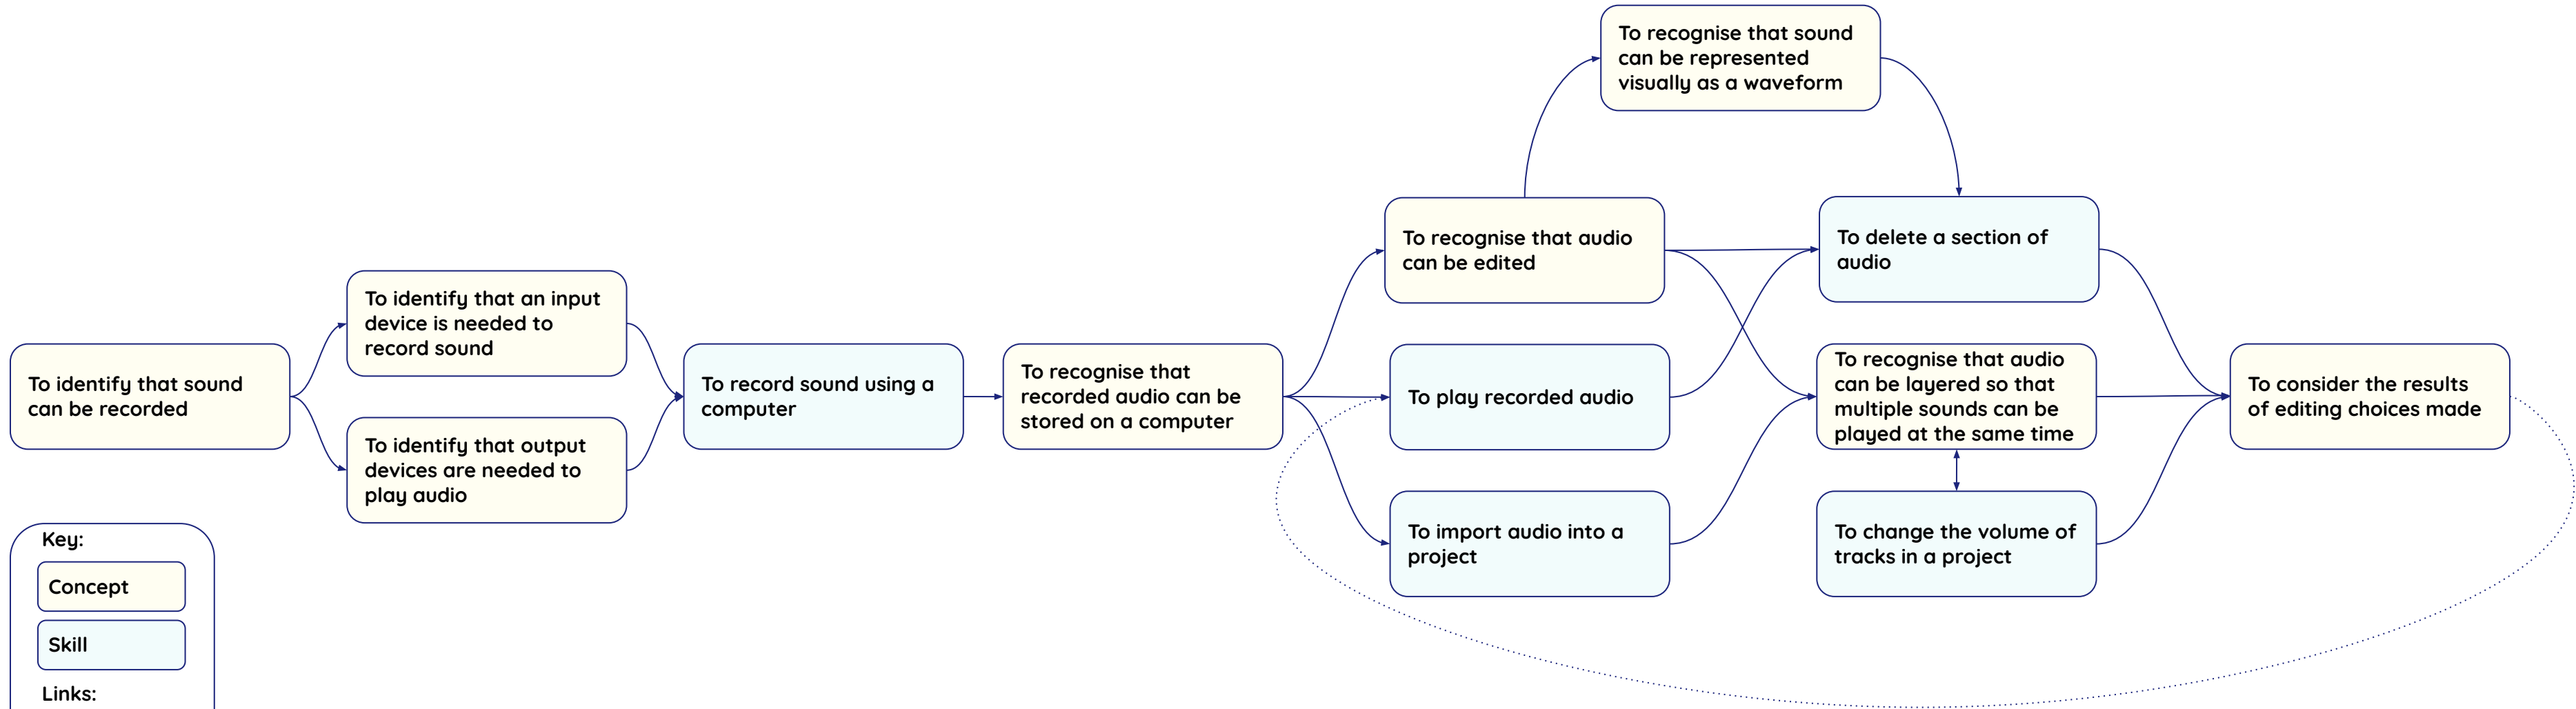 To recognise that sound
can be represented
visually as a waveform
To identify that sound
can be recorded
To identify that an input
device is needed to
record sound
To identify that output
devices are needed to
play audio
To record sound using a
computer
To recognise that
recorded audio can be
stored on a computer
To recognise that audio
can be edited
To play recorded audio
To import audio into a
project
To delete a section of
audio
To recognise that audio
can be layered so that
multiple sounds can be
played at the same time
To change the volume of
tracks in a project
To consider the results
of editing choices made
Key:
Concept
Skill
Links: